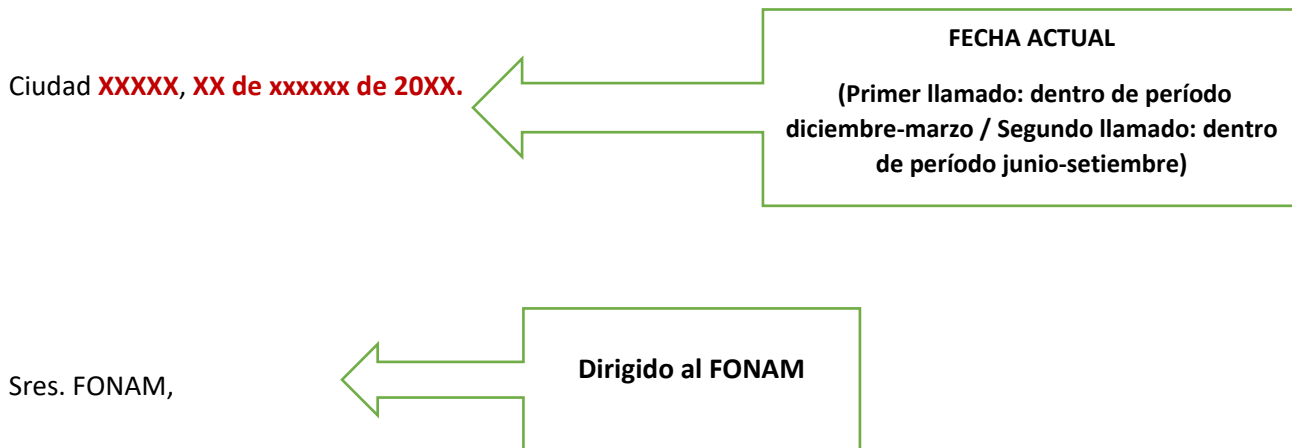 FECHA ACTUAL
Ciudad XXXXX, XX de xxxxxx de 20XX.
(Primer llamado: dentro de período
diciembre-marzo / Segundo llamado: dentro
de período junio-setiembre)
Dirigido al FONAM
Sres. FONAM,